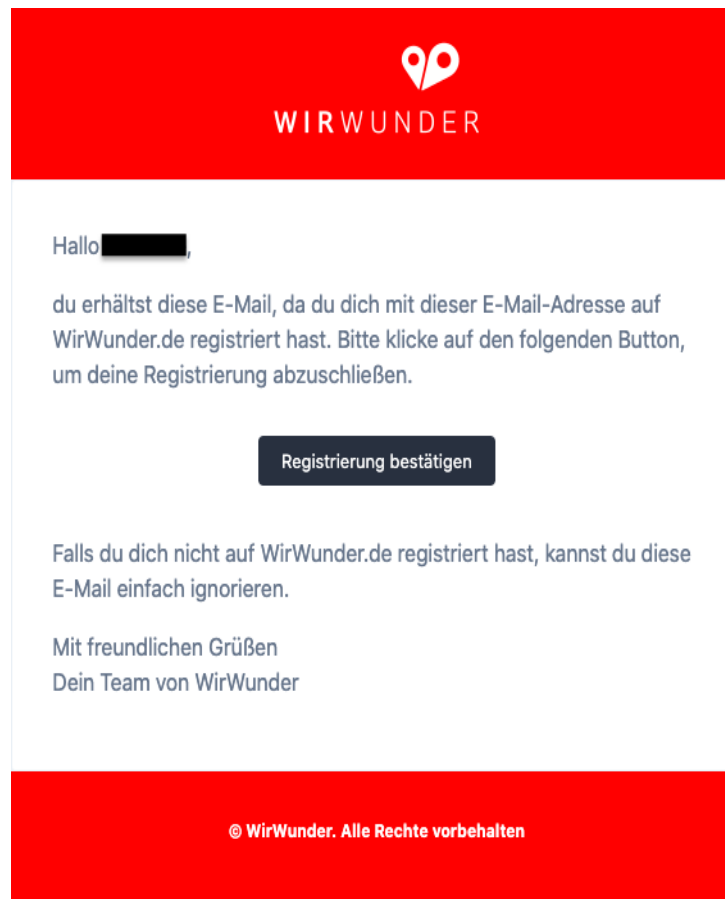 WIRWUNDER
Hallo ,
du erhältst diese E-Mail, da du dich mit dieser E-Mail-Adresse auf
WirWunder.de registriert hast. Bitte klicke auf den folgenden Button,
um deine Registrierung abzuschließen.
Registrierung bestätigen
Falls du dich nicht auf WirWunder.de registriert hast, kannst du diese
E-Mail einfach ignorieren.
Mit freundlichen Grüßen
Dein Team von WirWunder
© WirWunder. Alle Rechte vorbehalten